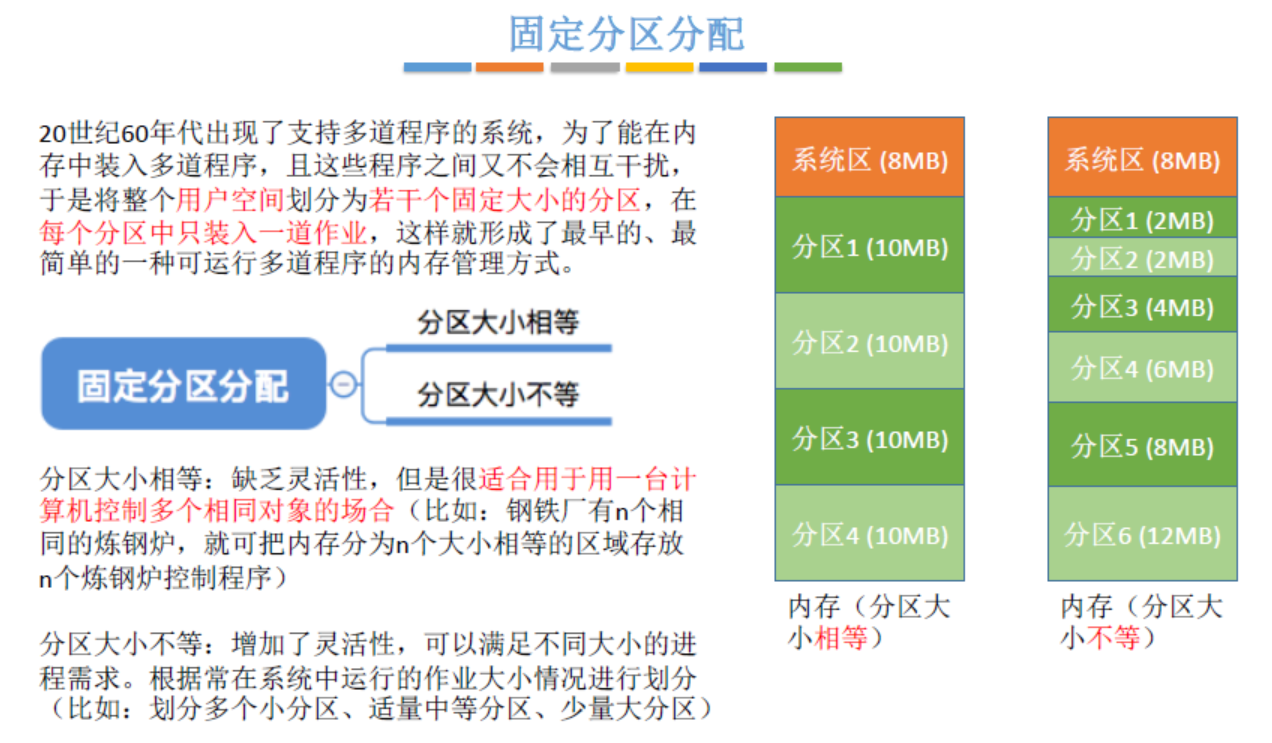 固定分区分配
20世纪60年代出现了支持多道程序的系统，为了能在内
存中装入多道程序，且这些程序之间又不会相互干扰，
于是将整个用户空间划分为若干个固定大小的分区，在
每个分区中只装入一道作业，这样就形成了最早的、最
简单的一种可运行多道程序的内存管理方式。
固定分区分配
分区大小相等
分区大小不等
分区大小相等：缺乏灵活性，但是很适合用于用一台计
算机控制多个相同对象的场合（比如：钢铁厂有n个相
同的炼钢炉，就可把内存分为n个大小相等的区域存放
n个炼钢炉控制程序）
分区大小不等：增加了灵活性，可以满足不同大小的进
程需求。根据常在系统中运行的作业大小情况进行划分
（比如：划分多个小分区、适量中等分区、少量大分区）
系统区 (8MB)
分区1 (10MB)
分区2 (10MB)
分区3 (10MB)
分区4 (10MB)
内存（分区大
小相等）
系统区 (8MB)
分区1 (2MB)
分区2 (2MB)
分区3 (4MB)
分区4 (6MB)
分区5 (8MB)
分区6 (12MB)
内存（分区大
小不等）